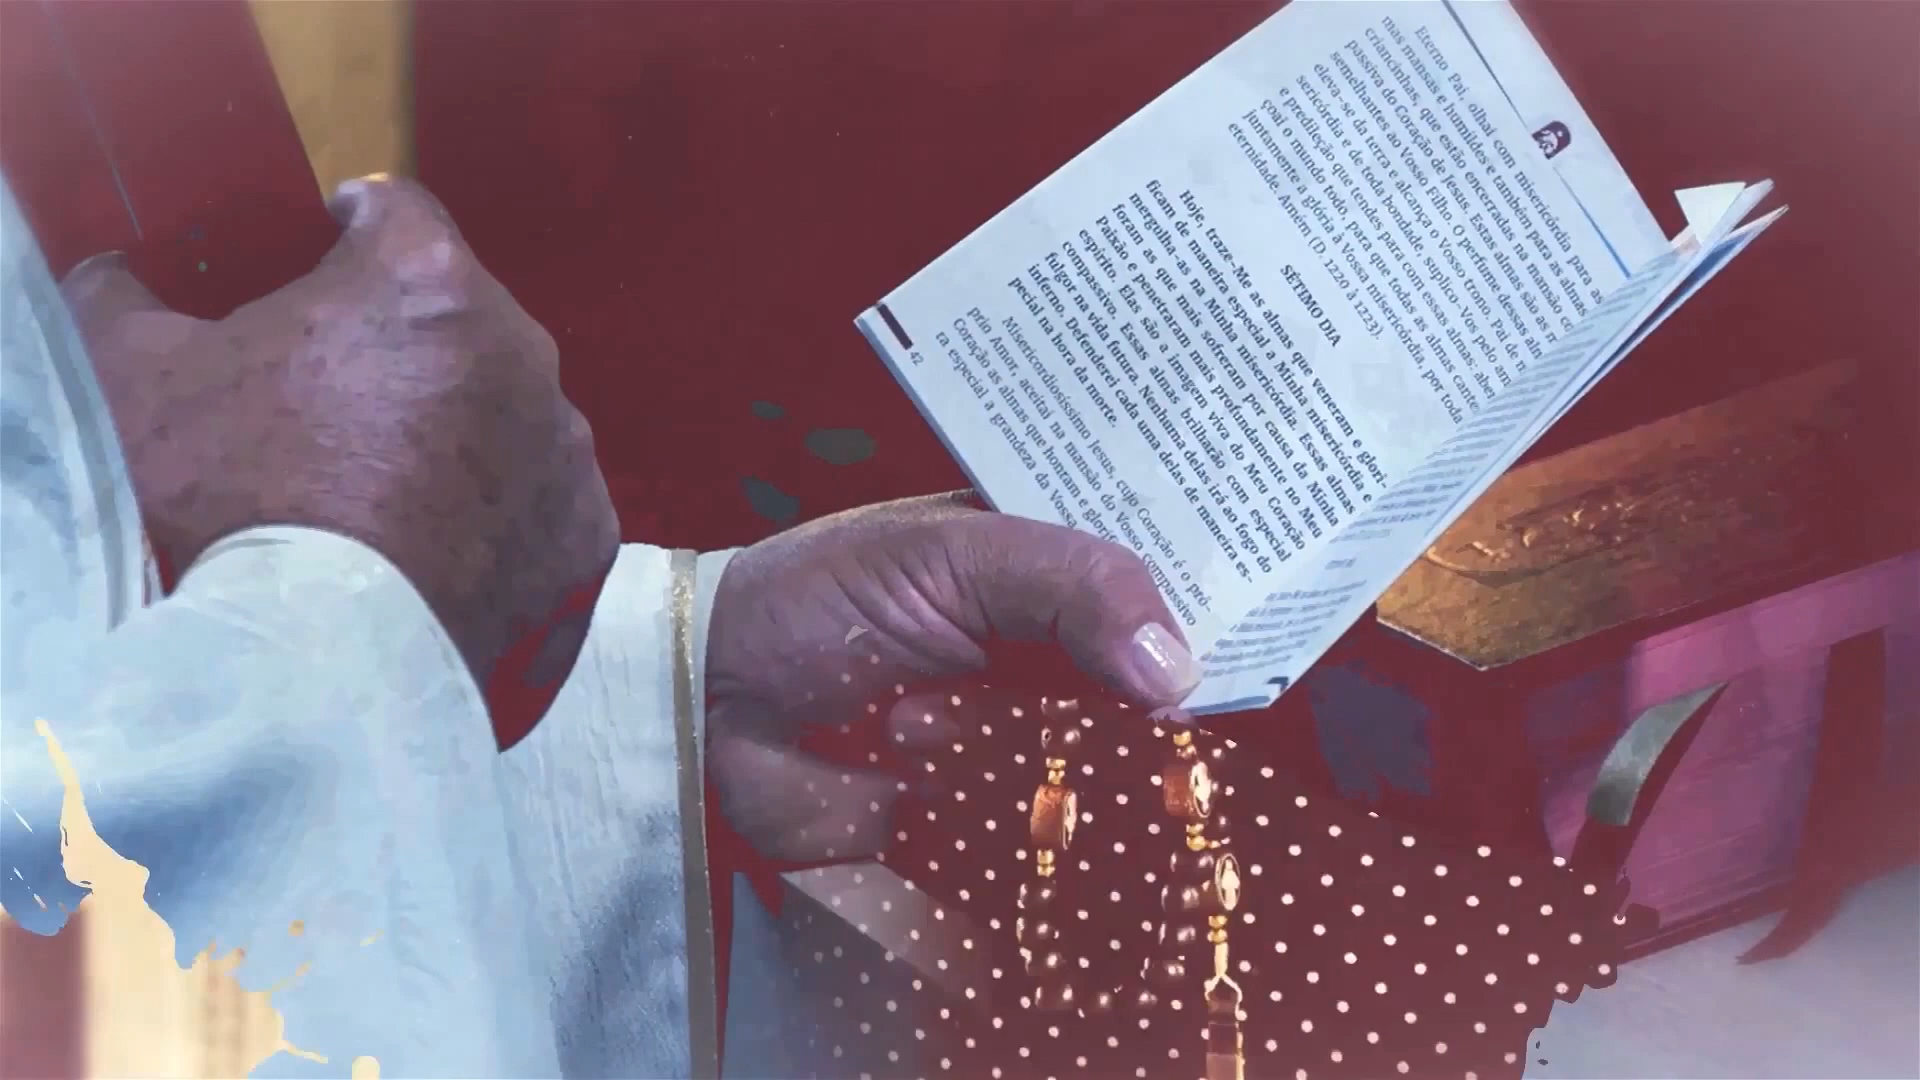 Eterno Pai, olhai com misericórdia para as
mas mansas e humildes e também para as almas
criancinhas, que estão encerradas na mansão co
passiva do Coração de Jesus. Estas almas são as m
semelhantes ao Vosso Filho. O perfume dessas alm
eleva-se da terra e alcança o Vosso trono. Pai de m
sericórdia e de toda bondade, suplico-Vos pelo am
e predileção que tendes para com essas almas: aben
çoai o mundo todo, para que todas as almas cante
juntamente a glória à Vossa misericórdia, por toda
eternidade. Amém (D. 1220 à 1223).
SÉTIMO DIA
Hoje, traze-Me as almas que veneram e glori-
ficam de maneira especial a Minha misericórdia e
mergulha-as na Minha misericórdia. Essas almas
foram as que mais sofreram por causa da Minha
Paixão e penetraram mais profundamente no Meu
espírito. Elas são a imagem viva do Meu Coração
compassivo. Essas almas brilharão com especial
fulgor na vida futura. Nenhuma delas irá ao fogo do
inferno. Defenderei cada uma delas de maneira es-
pecial na hora da morte.
Misericordiosíssimo Jesus, cujo Coração é o pró-
prio Amor, aceitai na mansão do Vosso compassivo
Coração as almas que honram e glorif
ra especial a grandeza da Vossa
42